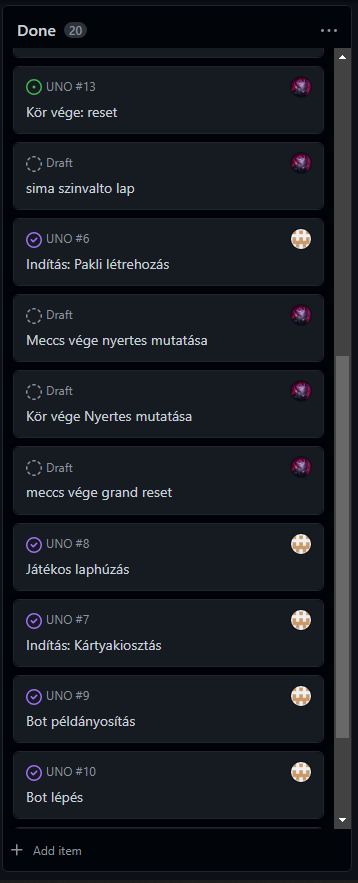 Done 20
UNO #13
Kör vége: reset
Draft
sima szinvalto lap
UNO #6
Indítás: Pakli létrehozás
Draft
Meccs vége nyertes mutatása
Draft
Kör vége Nyertes mutatása
Draft
meccs vége grand reset
UNO #8
Játékos laphúzás
UNO #7
Indítás: Kártyakiosztás
UNO #9
Bot példányosítás
UNO #10
Bot lépés
Add item